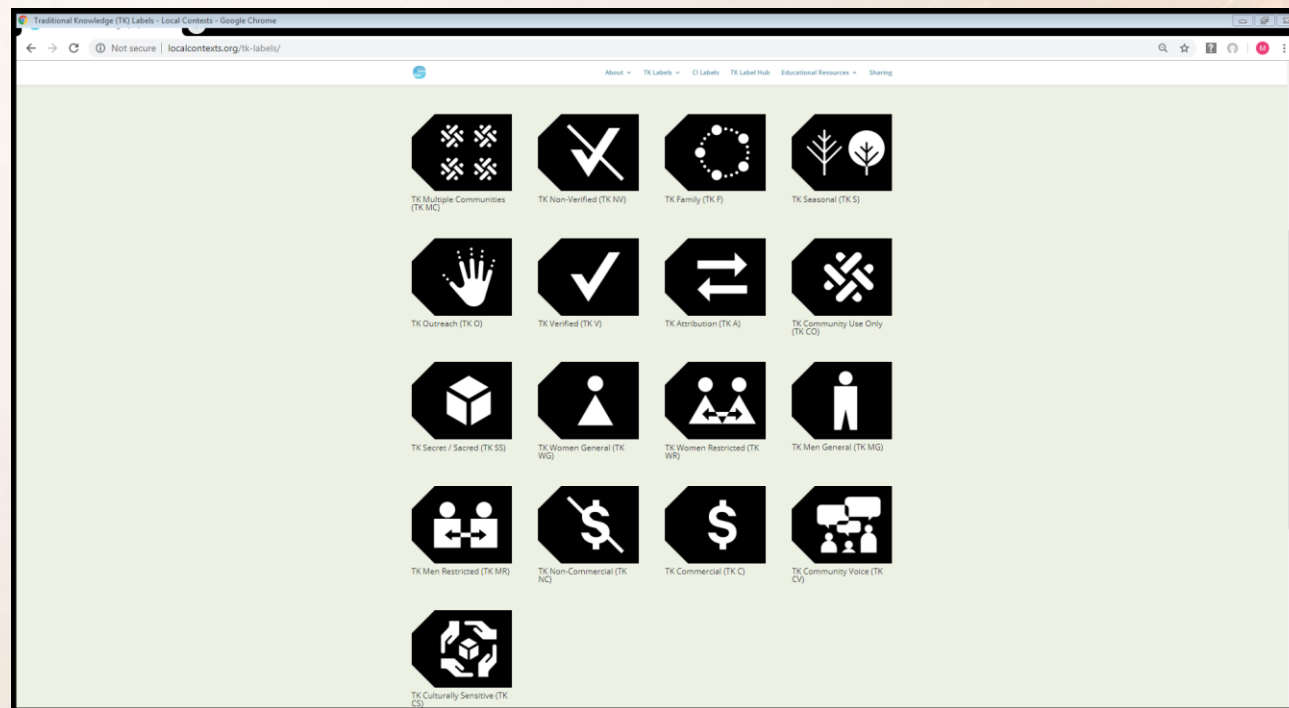 Traditional Knowledge (TK) Labels - Local Contexts - Google Chrome
Not secure | localcontexts.org/tk-labels/
M
About TK Labels CI Labels TK Label Hub Educational Resources Sharing
TK Multiple Communities
(TK MC)
TK Non-Verified (TK NV)
TK Family (TK F)
TK Seasonal (TK S)
TK Outreach (TK O)
TK Verified (TK V)
TK Attribution (TK A)
TK Community Use Only
(TK CO)
TK Secret / Sacred (TK SS)
TK Women General (TK
WG)
TK Women Restricted (TK
WR)
TK Men General (TK MG)
$
$
TK Men Restricted (TK MR)
TK Non-Commercial (TK
NC)
TK Commercial (TK C)
TK Community Voice (TK
CV)
TK Culturally Sensitive (TK
CS)